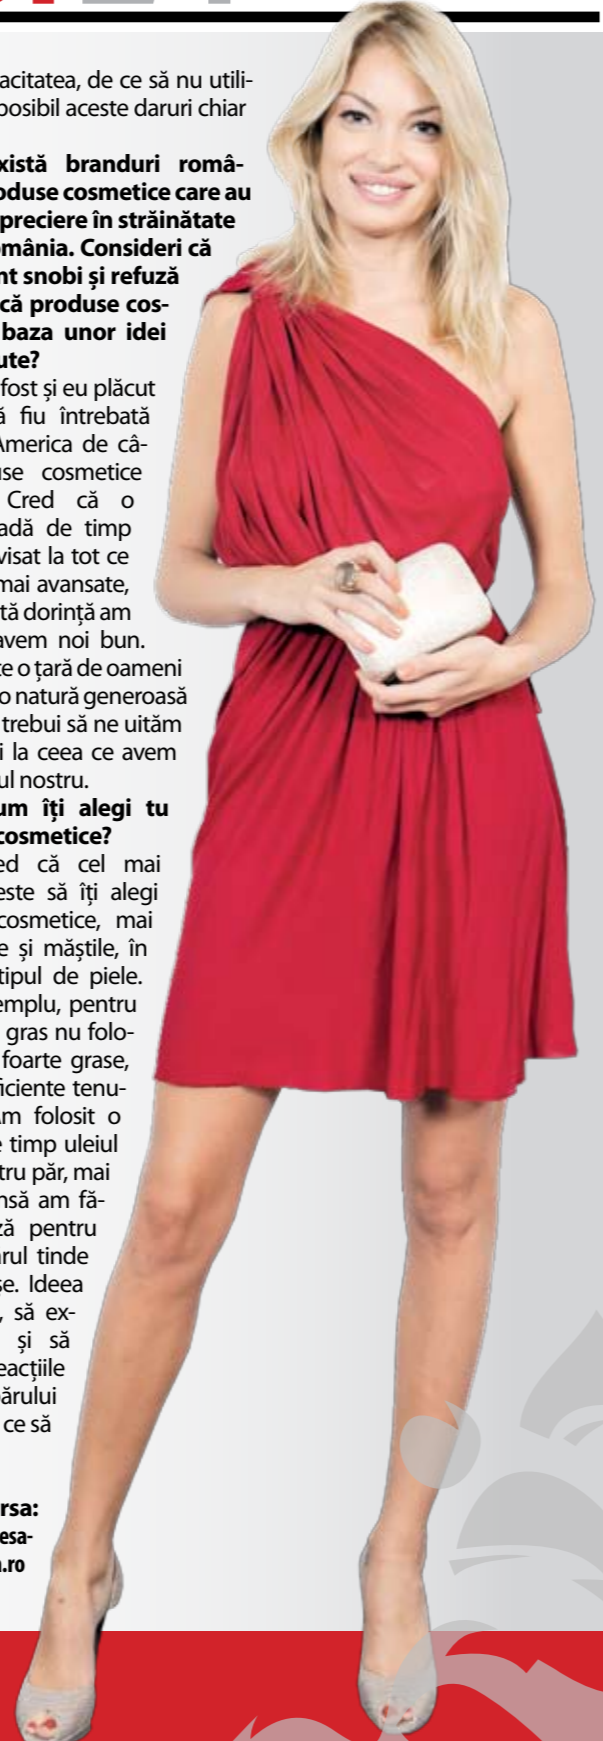 acitatea, de ce să nu utili-
posibil aceste daruri chiar
xistă branduri româ-
oduse cosmetice care au
preciere în străinătate
mânia. Consideri că
nt snobi și refuză
că produse cos-
baza unor idei
ute?
fost și eu plăcut
ă fiu întrebată
America de câ-
se cosmetice
Cred că o
adă de timp
visat la tot ce
mai avansate,
tă dorință am
avem noi bun.
te o țară de oameni
o natură generoasă
trebui să ne uităm
i la ceea ce avem
ul nostru.
um îți alegi tu
cosmetice?
ed că cel mai
este să îți alegi
cosmetice, mai
e și măștile, în
tipul de piele.
emplu, pentru
gras nu folo-
foarte grase,
ficiente tenu-
Am folosit o
e timp uleiul
tru păr, mai
nsă am fă-
ză pentru
rul tinde
șe. Ideea
, să ex-
și să
eacțiile
părului
ce să
rsa:
esa-
a.ro